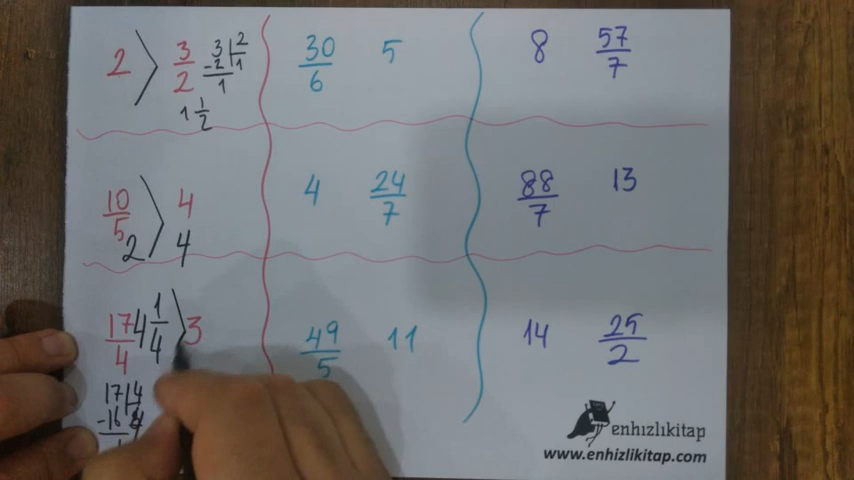 2 > 3/2 3|2
-2 1
1
1 1/2
30/6 5
8 57/7
10/5 > 4
2 4
4 24/7
88/7 13
17/4 4 1/4 > 3
17|4
-16 4
1
49/5 11
14 25/2
enhızlıkitap
www.enhizlikitap.com